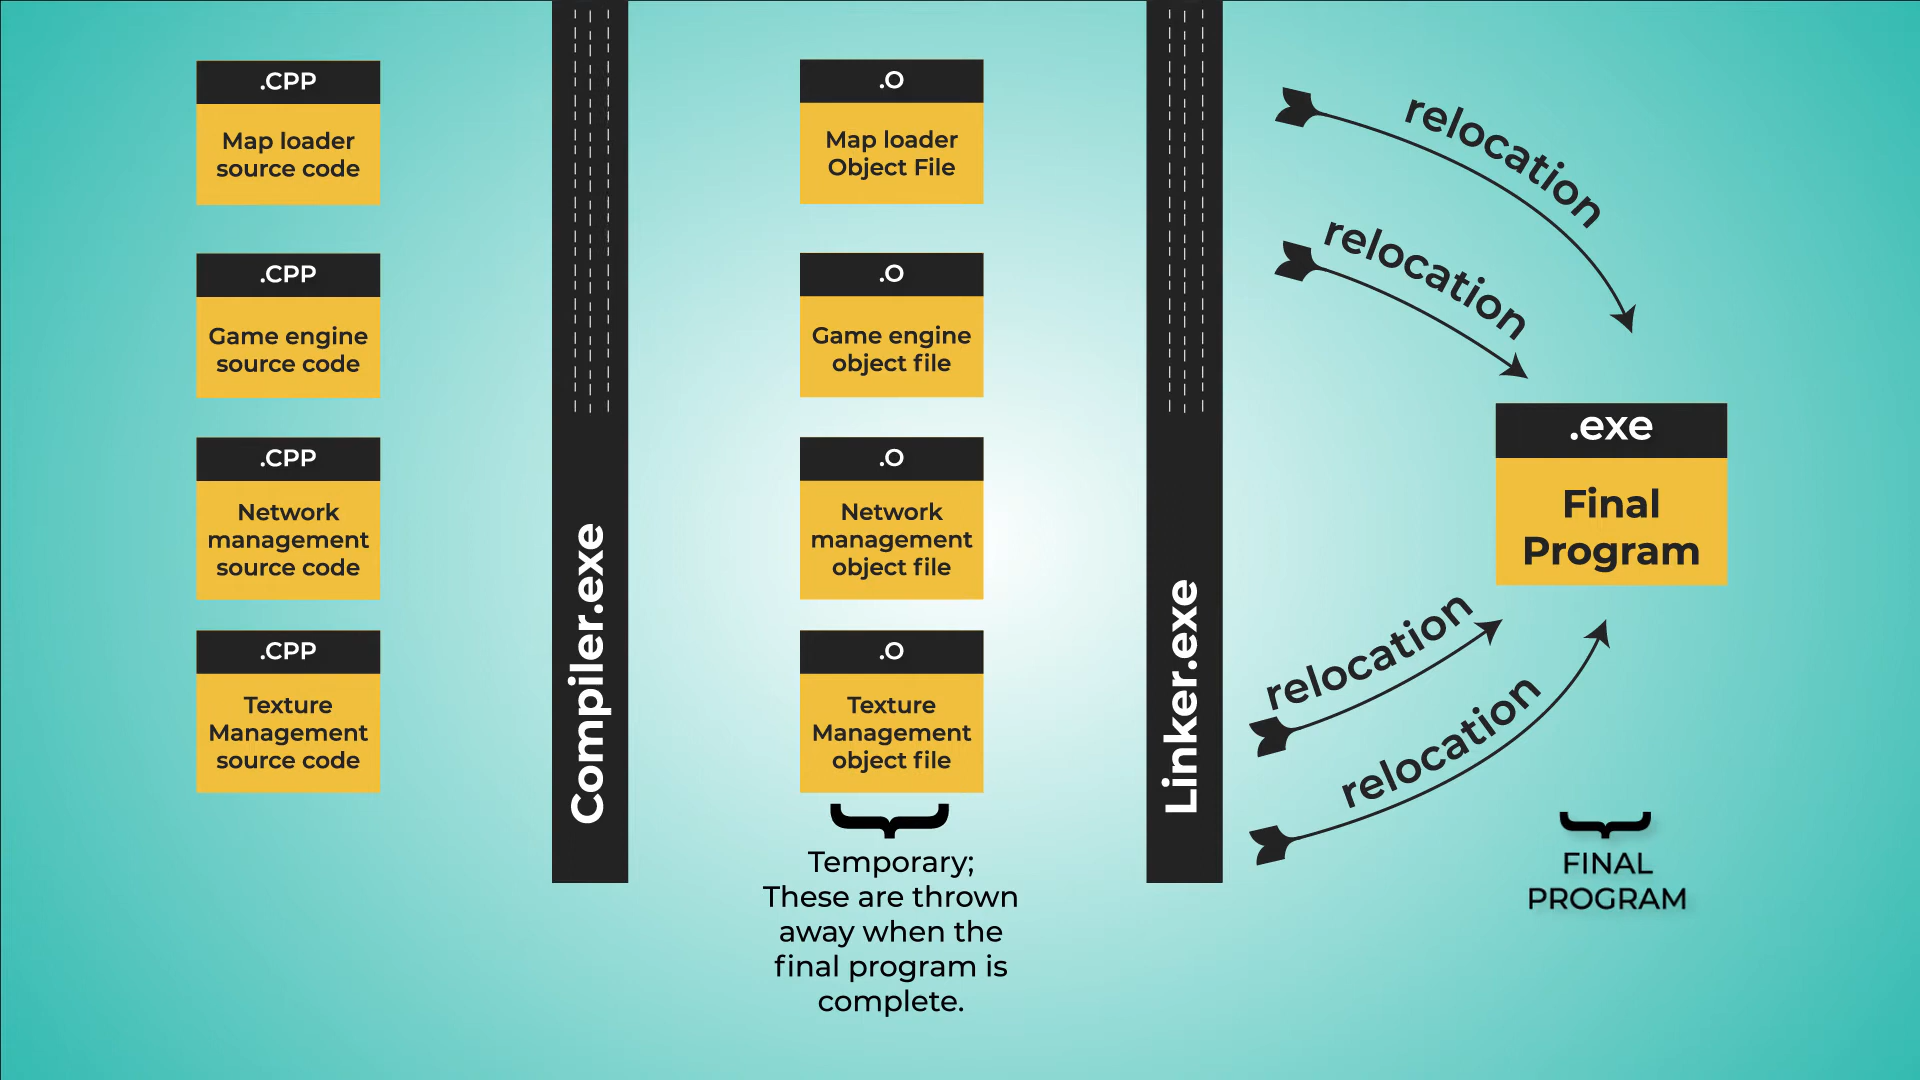 .CPP
Map loader
source code
.CPP
Game engine
source code
.CPP
Network
management
source code
.CPP
Texture
Management
source code
Compiler.exe
.O
Map loader
Object File
.O
Game engine
object file
.O
Network
management
object file
.O
Texture
Management
object file
Temporary;
These are thrown
away when the
final program is
complete.
Linker.exe
relocation
relocation
relocation
relocation
.exe
Final
Program
FINAL
PROGRAM